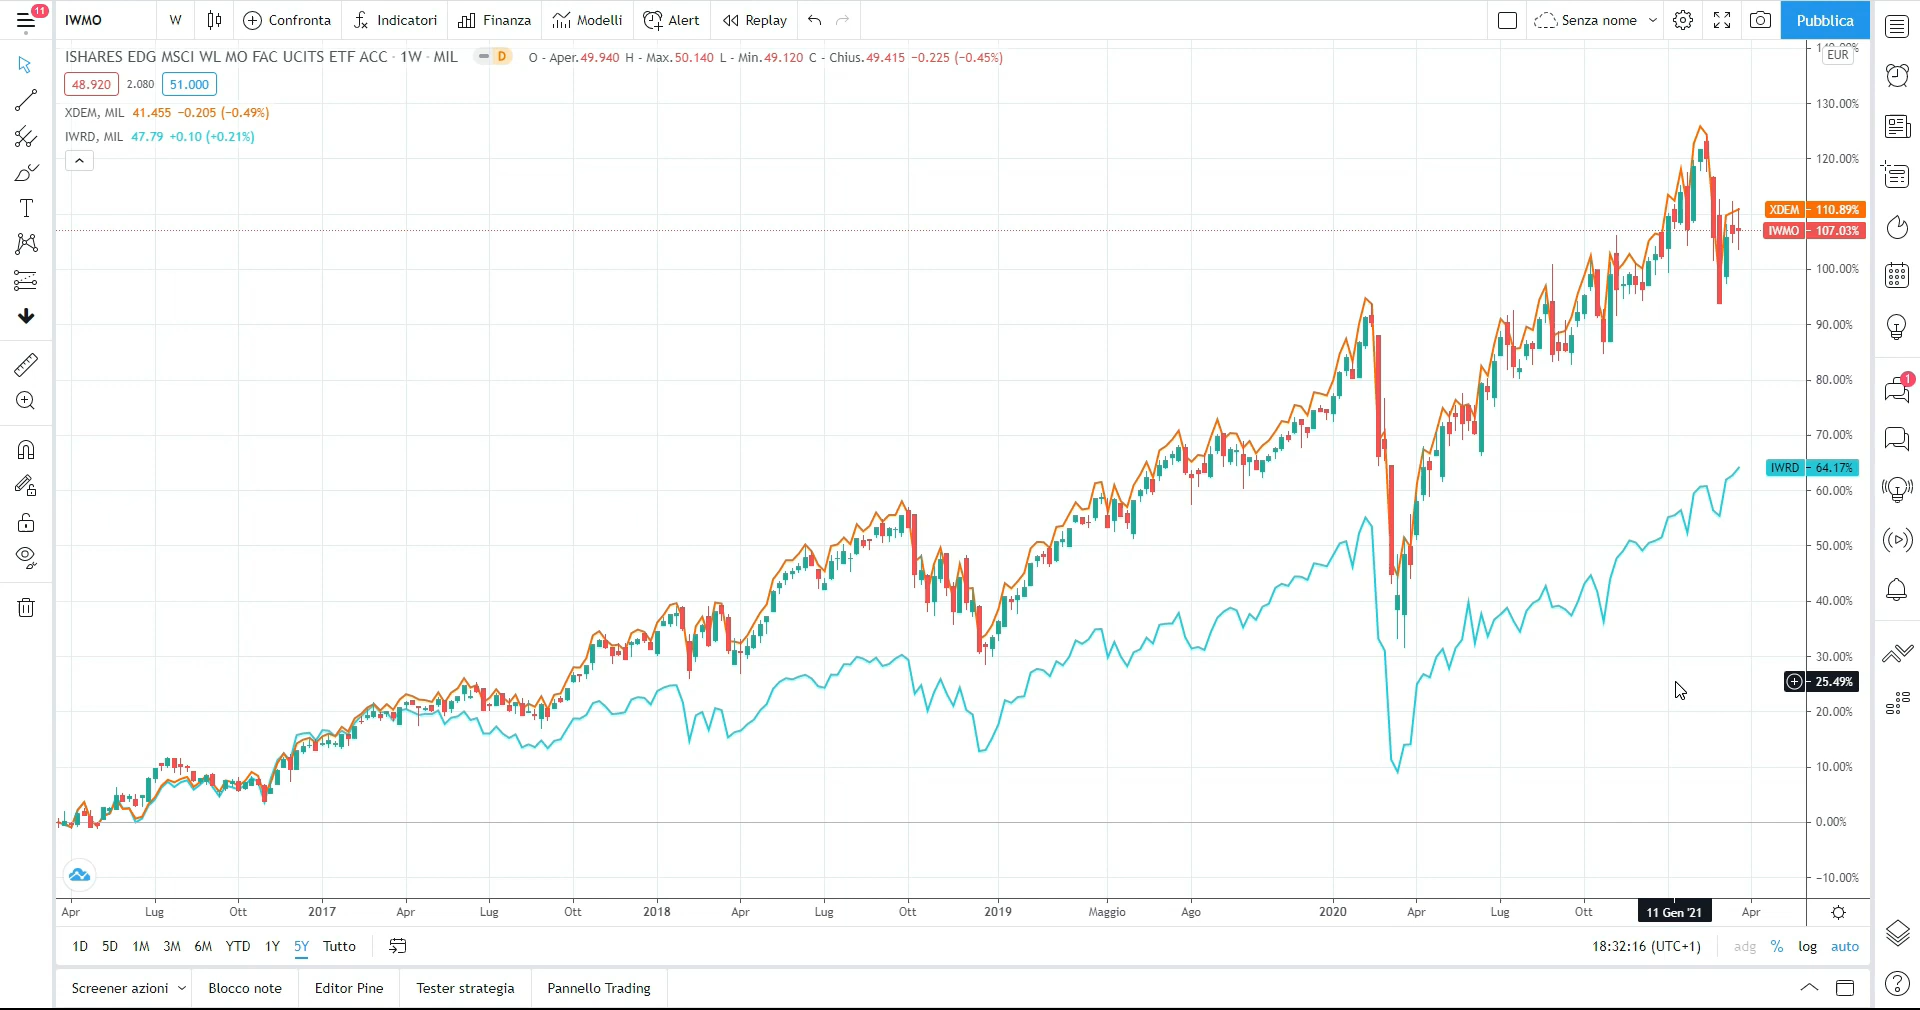 11
IWMO
W
Confronta
Indicatori
Finanza
Modelli
Alert
Replay
Senza nome
Pubblica
ISHARES EDG MSCI WL MO FAC UCITS ETF ACC · 1W · MIL
D
O - Aper.49.940 H - Max.50.140 L - Min.49.120 C - Chius.49.415 −0.225 (−0.45%)
EUR
48.920 2.080 51.000
XDEM, MIL 41.455 −0.205 (−0.49%)
IWRD, MIL 47.79 +0.10 (+0.21%)
140.00%
130.00%
120.00%
XDEM 110.89%
IWMO 107.03%
100.00%
90.00%
80.00%
70.00%
IWRD 64.17%
60.00%
50.00%
40.00%
30.00%
25.49%
20.00%
10.00%
0.00%
−10.00%
1
Apr Lug Ott 2017 Apr Lug Ott 2018 Apr Lug Ott 2019 Maggio Ago 2020 Apr Lug Ott 11 Gen '21 Apr
1D 5D 1M 3M 6M YTD 1Y 5Y Tutto
18:32:16 (UTC+1) adg % log auto
Screener azioni Blocco note Editor Pine Tester strategia Pannello Trading